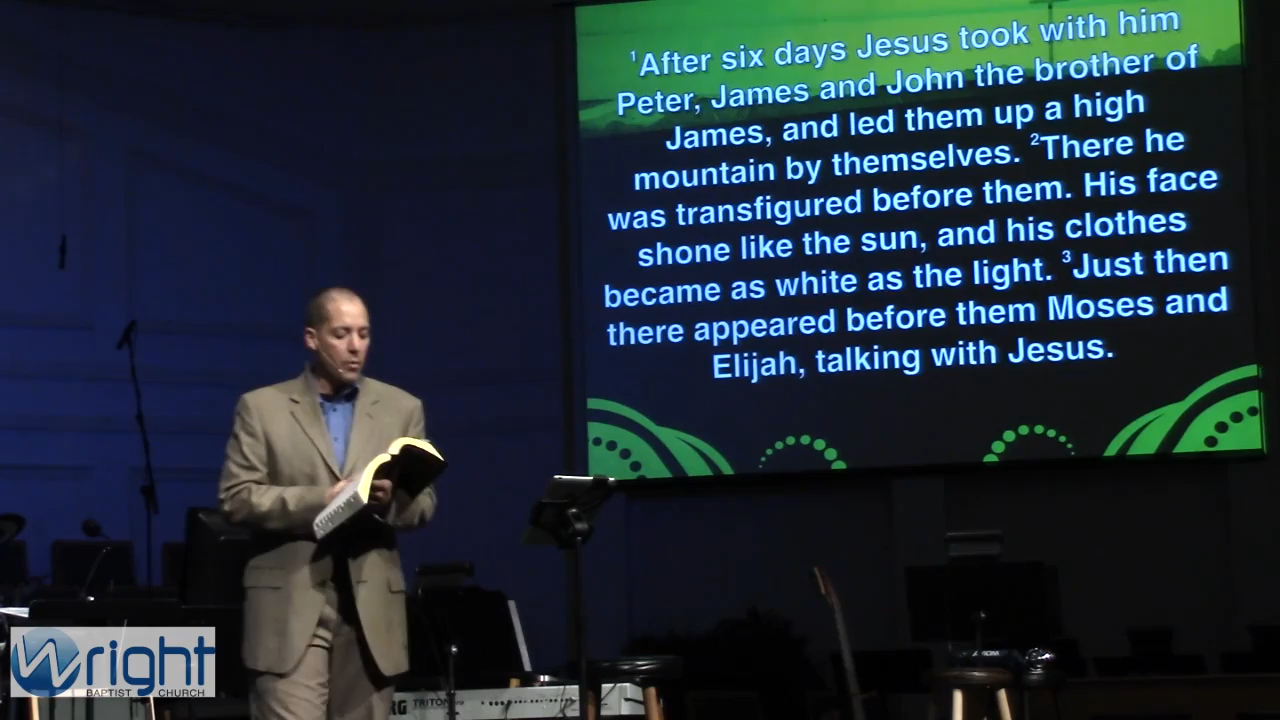 ¹After six days Jesus took with him
Peter, James and John the brother of
James, and led them up a high
mountain by themselves. ²There he
was transfigured before them. His face
shone like the sun, and his clothes
became as white as the light. ³Just then
there appeared before them Moses and
Elijah, talking with Jesus.
Wright
BAPTIST CHURCH
TRITON